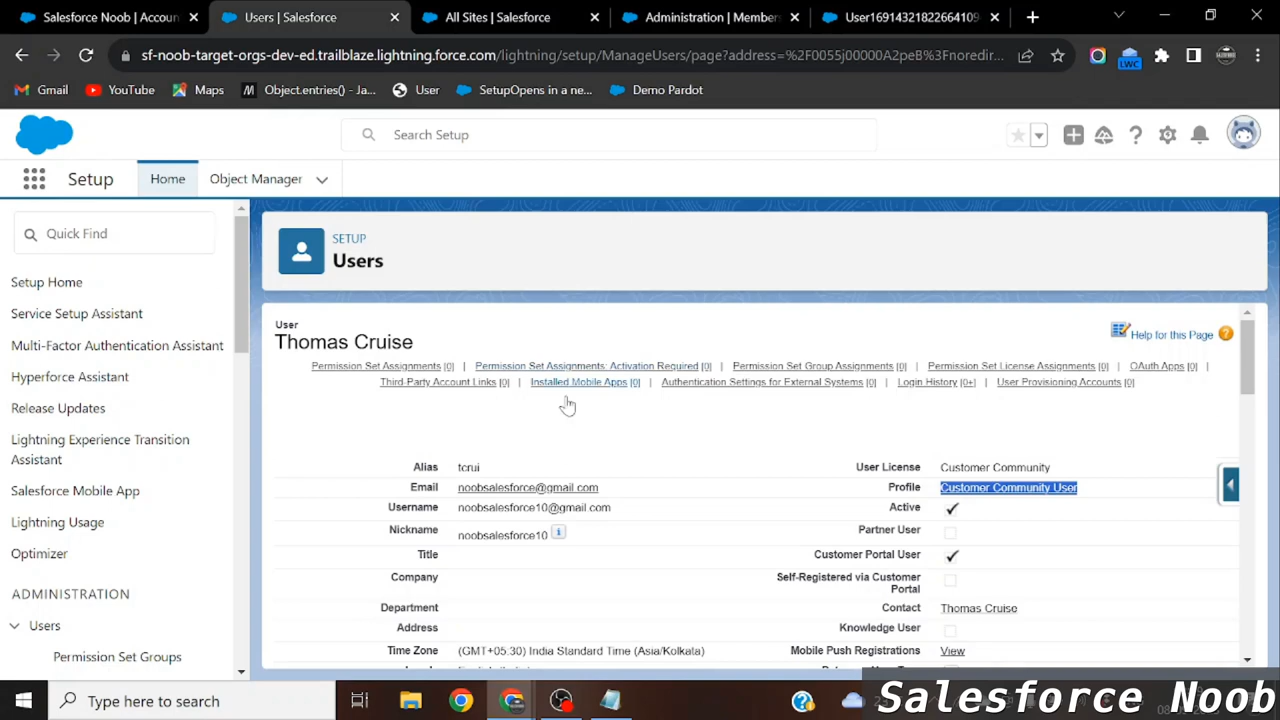 Salesforce Noob | Accoun
Users | Salesforce
All Sites | Salesforce
Administration | Member
User16914321822664109
sf-noob-target-orgs-dev-ed.trailblaze.lightning.force.com/lightning/setup/ManageUsers/page?address=%2F0055j00000A2peB%3Fnoredir...
Gmail
YouTube
Maps
Object.entries() - Ja...
User
SetupOpens in a ne...
Demo Pardot
LWC
Search Setup
Setup
Home
Object Manager
Quick Find
Setup Home
Service Setup Assistant
Multi-Factor Authentication Assistant
Hyperforce Assistant
Release Updates
Lightning Experience Transition
Assistant
Salesforce Mobile App
Lightning Usage
Optimizer
ADMINISTRATION
Users
Permission Set Groups
SETUP
Users
User
Thomas Cruise
Help for this Page
Permission Set Assignments [0] | Permission Set Assignments: Activation Required [0] | Permission Set Group Assignments [0] | Permission Set License Assignments [0] | OAuth Apps [0] |
Third-Party Account Links [0] | Installed Mobile Apps [0] | Authentication Settings for External Systems [0] | Login History [0+] | User Provisioning Accounts [0]
Alias tcrui
User License Customer Community
Email noobsalesforce@gmail.com
Profile Customer Community User
Username noobsalesforce10@gmail.com
Active
Nickname noobsalesforce10
Partner User
Title
Customer Portal User
Company
Self-Registered via Customer
Portal
Department
Contact Thomas Cruise
Address
Knowledge User
Time Zone (GMT+05:30) India Standard Time (Asia/Kolkata)
Mobile Push Registrations View
Type here to search
Salesforce Noob